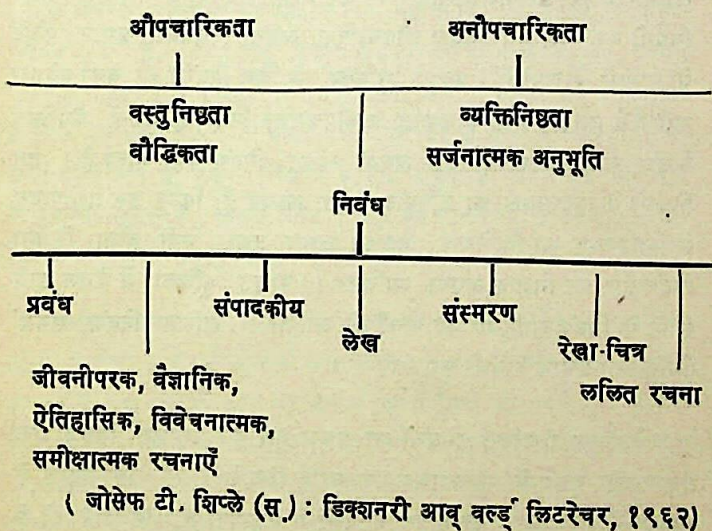 औपचारिकता अनौपचारिकता
वस्तुनिष्ठता व्यक्तिनिष्ठता
वौद्धिकता सर्जनात्मक अनुभूति
निवंध
प्रवंध संपादकीय लेख संस्मरण रेखा-चित्र ललित रचना
जीवनीपरक, वैज्ञानिक,
ऐतिहासिक, विवेचनात्मक,
समीक्षात्मक रचनाएँ
( जोसेफ टी. शिप्ले (स.) : डिक्शनरी आव् वर्ल्ड् लिटरेचर, १९६२)